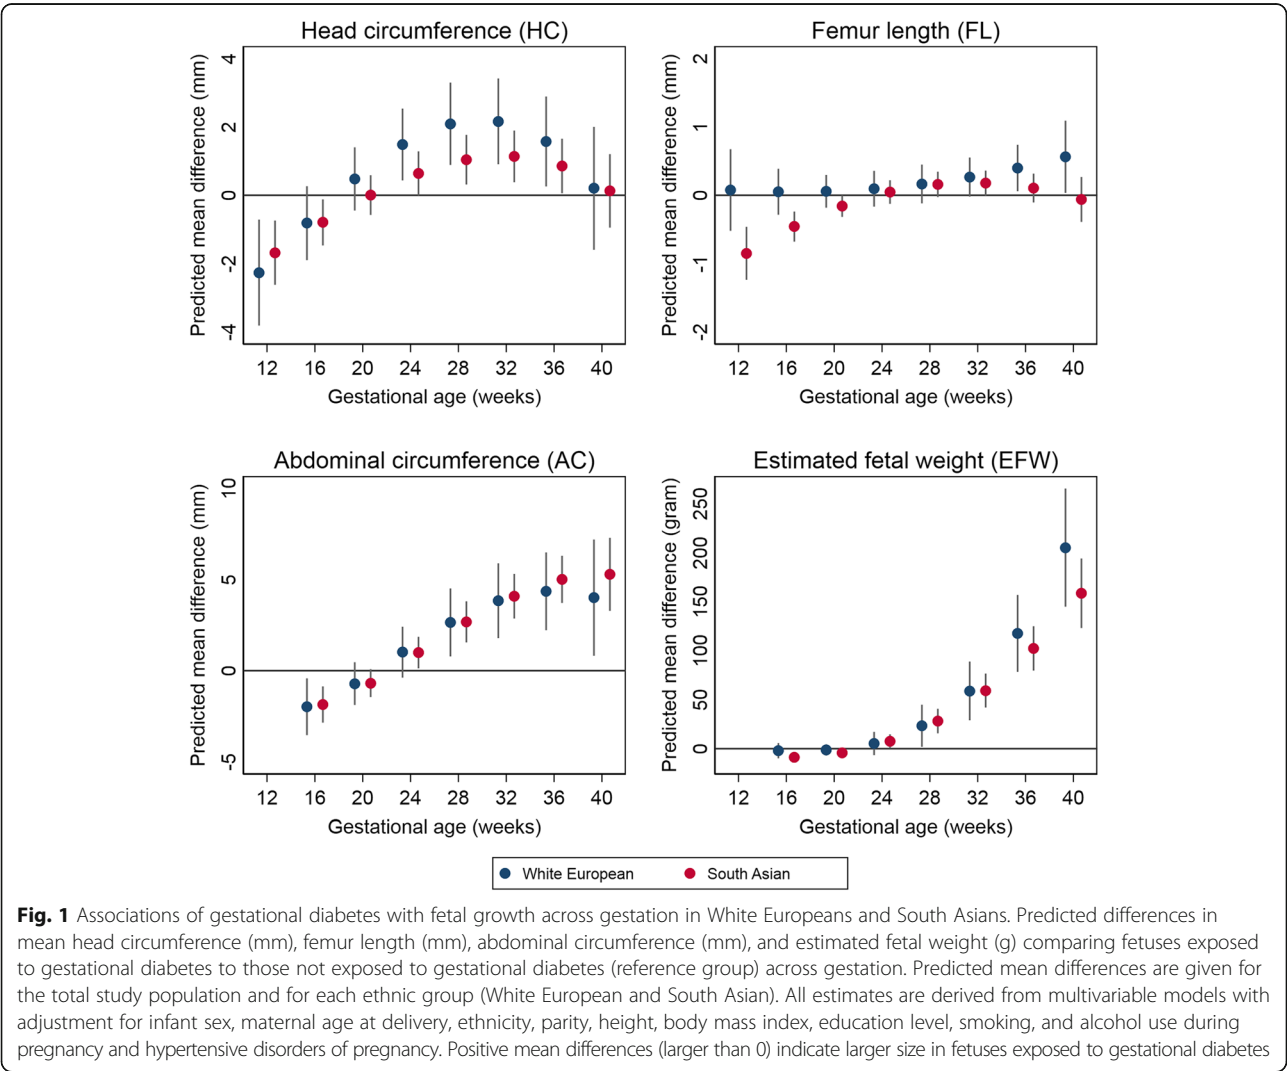 Head circumference (HC)
Predicted mean difference (mm)
4
2
0
-2
-4
12 16 20 24 28 32 36 40
Gestational age (weeks)
Femur length (FL)
Predicted mean difference (mm)
2
1
0
-1
-2
12 16 20 24 28 32 36 40
Gestational age (weeks)
Abdominal circumference (AC)
Predicted mean difference (mm)
10
5
0
-5
12 16 20 24 28 32 36 40
Gestational age (weeks)
Estimated fetal weight (EFW)
Predicted mean difference (gram)
250
200
150
100
50
0
12 16 20 24 28 32 36 40
Gestational age (weeks)
White European South Asian
Fig. 1 Associations of gestational diabetes with fetal growth across gestation in White Europeans and South Asians. Predicted differences in
mean head circumference (mm), femur length (mm), abdominal circumference (mm), and estimated fetal weight (g) comparing fetuses exposed
to gestational diabetes to those not exposed to gestational diabetes (reference group) across gestation. Predicted mean differences are given for
the total study population and for each ethnic group (White European and South Asian). All estimates are derived from multivariable models with
adjustment for infant sex, maternal age at delivery, ethnicity, parity, height, body mass index, education level, smoking, and alcohol use during
pregnancy and hypertensive disorders of pregnancy. Positive mean differences (larger than 0) indicate larger size in fetuses exposed to gestational diabetes